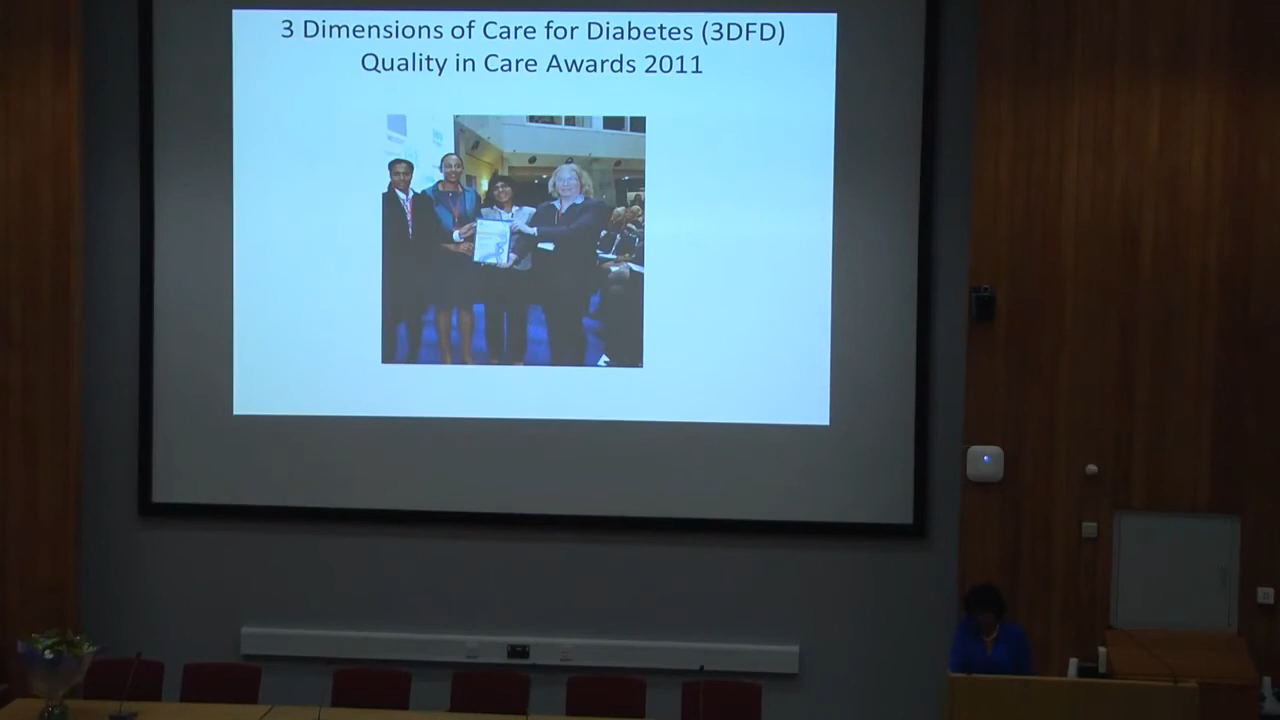 3 Dimensions of Care for Diabetes (3DFD)
Quality in Care Awards 2011